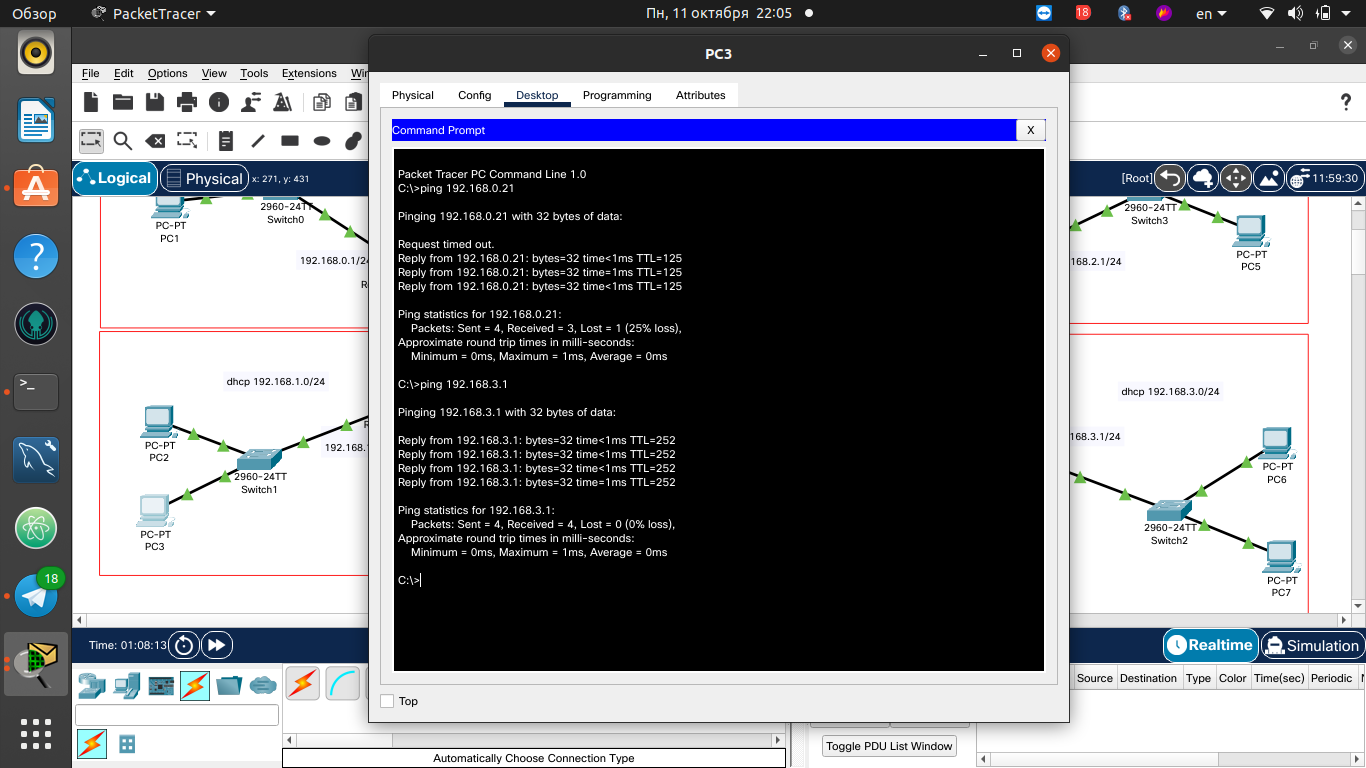 Обзор
PacketTracer
Пн, 11 октября 22:05
18
en
PC3
File Edit Options View Tools Extensions
Physical Config Desktop Programming Attributes
?
Command Prompt
X
Logical
Physical
x: 271, y: 431
[Root]
11:59:30
Packet Tracer PC Command Line 1.0
C:\>ping 192.168.0.21
Pinging 192.168.0.21 with 32 bytes of data:
Request timed out.
Reply from 192.168.0.21: bytes=32 time<1ms TTL=125
Reply from 192.168.0.21: bytes=32 time=1ms TTL=125
Reply from 192.168.0.21: bytes=32 time<1ms TTL=125
Ping statistics for 192.168.0.21:
Packets: Sent = 4, Received = 3, Lost = 1 (25% loss),
Approximate round trip times in milli-seconds:
Minimum = 0ms, Maximum = 1ms, Average = 0ms
C:\>ping 192.168.3.1
Pinging 192.168.3.1 with 32 bytes of data:
Reply from 192.168.3.1: bytes=32 time<1ms TTL=252
Reply from 192.168.3.1: bytes=32 time<1ms TTL=252
Reply from 192.168.3.1: bytes=32 time<1ms TTL=252
Reply from 192.168.3.1: bytes=32 time=1ms TTL=252
Ping statistics for 192.168.3.1:
Packets: Sent = 4, Received = 4, Lost = 0 (0% loss),
Approximate round trip times in milli-seconds:
Minimum = 0ms, Maximum = 1ms, Average = 0ms
C:\>
Top
PC-PT
PC1
2960-24TT
Switch0
192.168.0.1/24
dhcp 192.168.1.0/24
PC-PT
PC2
192.168.
2960-24TT
Switch1
PC-PT
PC3
2960-24TT
Switch3
PC-PT
PC5
168.2.1/24
dhcp 192.168.3.0/24
168.3.1/24
PC-PT
PC6
2960-24TT
Switch2
PC-PT
PC7
18
Time: 01:08:13
Realtime
Simulation
Source Destination Type Color Time(sec) Periodic
Toggle PDU List Window
Automatically Choose Connection Type